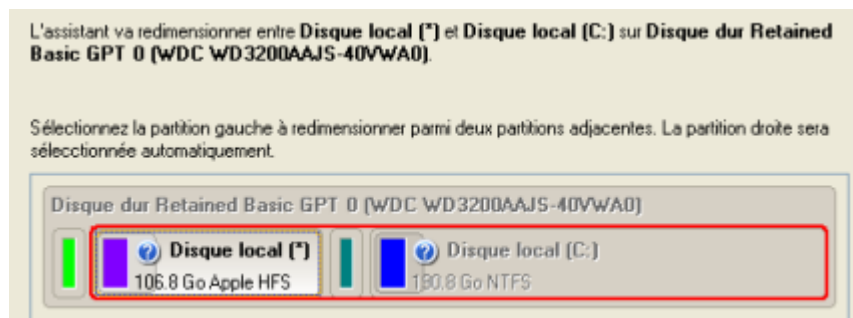 L'assistant va redimensionner entre Disque local (*) et Disque local (C:) sur Disque dur Retained
Basic GPT 0 (WDC WD3200AAJS-40VWA0).
Sélectionnez la partition gauche à redimensionner parmi deux partitions adjacentes. La partition droite sera
sélecctionnée automatiquement.
Disque dur Retained Basic GPT 0 (WDC WD3200AAJS-40VWA0)
Disque local (*)
106.8 Go Apple HFS
Disque local (C:)
190.8 Go NTFS